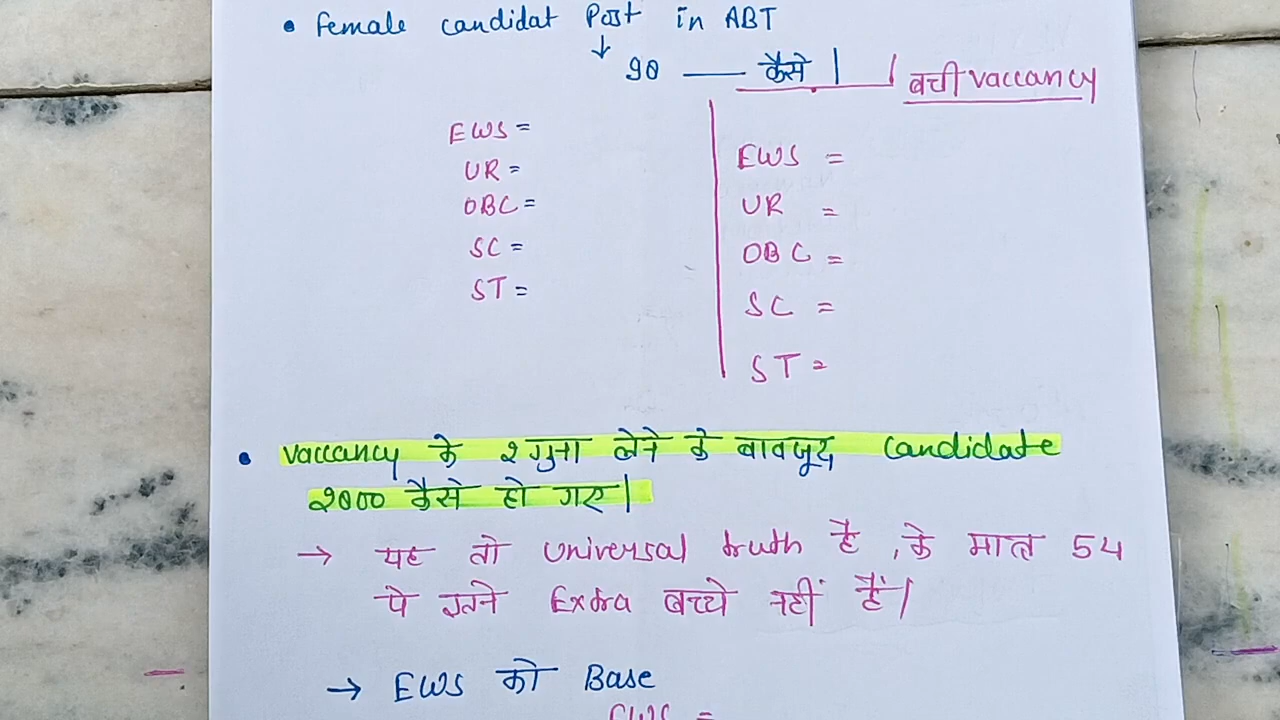 • Female candidat Post in ABT
↓
90 — कैसे | बची vaccancy
EWS =
UR =
OBC =
SC =
ST =
EWS =
UR =
OBC =
SC =
ST =
• Vaccancy के 2 गुना लेने के बावजूद candidate
2000 कैसे हो गए|
→ यह तो universal truth है, के मात्र 54
पे इतने Extra बच्चे नहीं हैं|
→ EWS को Base
EWS =